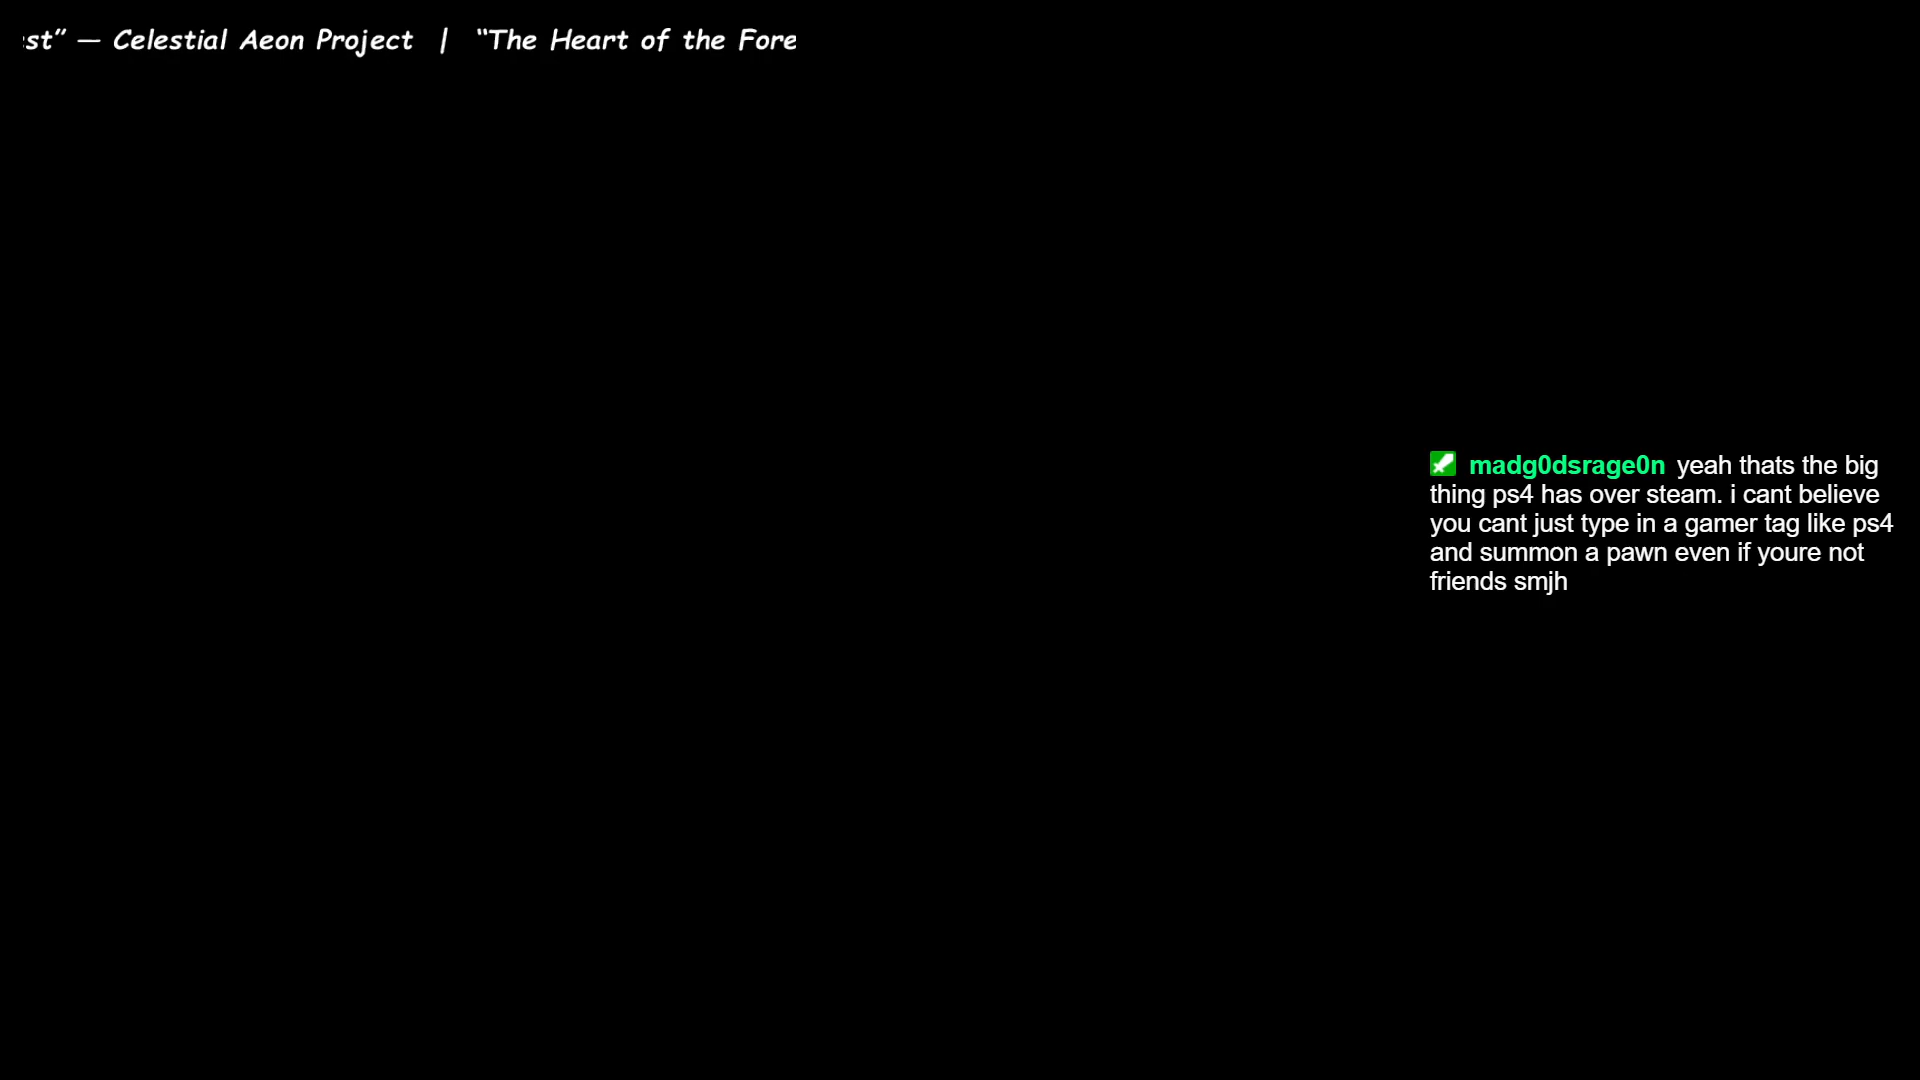 st” — Celestial Aeon Project | “The Heart of the Fore
madg0dsrage0n yeah thats the big
thing ps4 has over steam. i cant believe
you cant just type in a gamer tag like ps4
and summon a pawn even if youre not
friends smjh